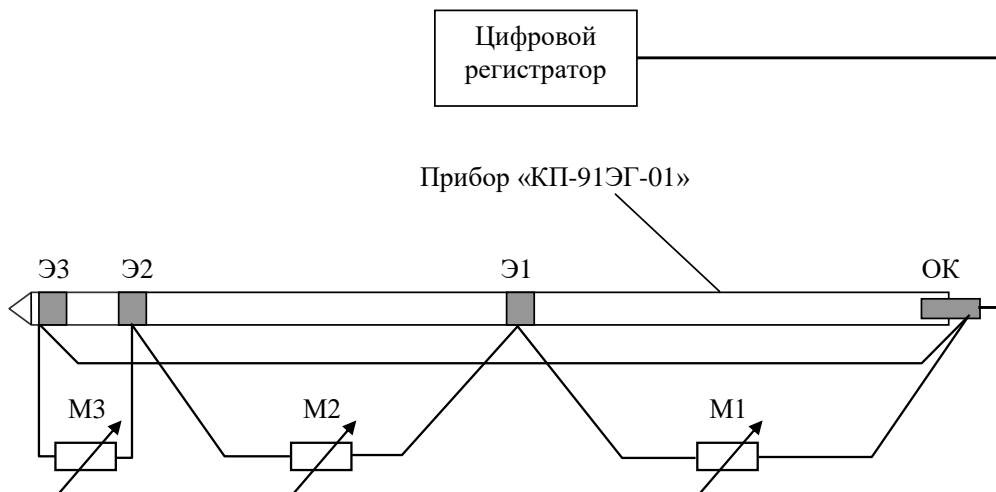 Цифровой
регистратор
Прибор «КП-91ЭГ-01»
Э3 Э2 Э1 ОК
М3 М2 М1